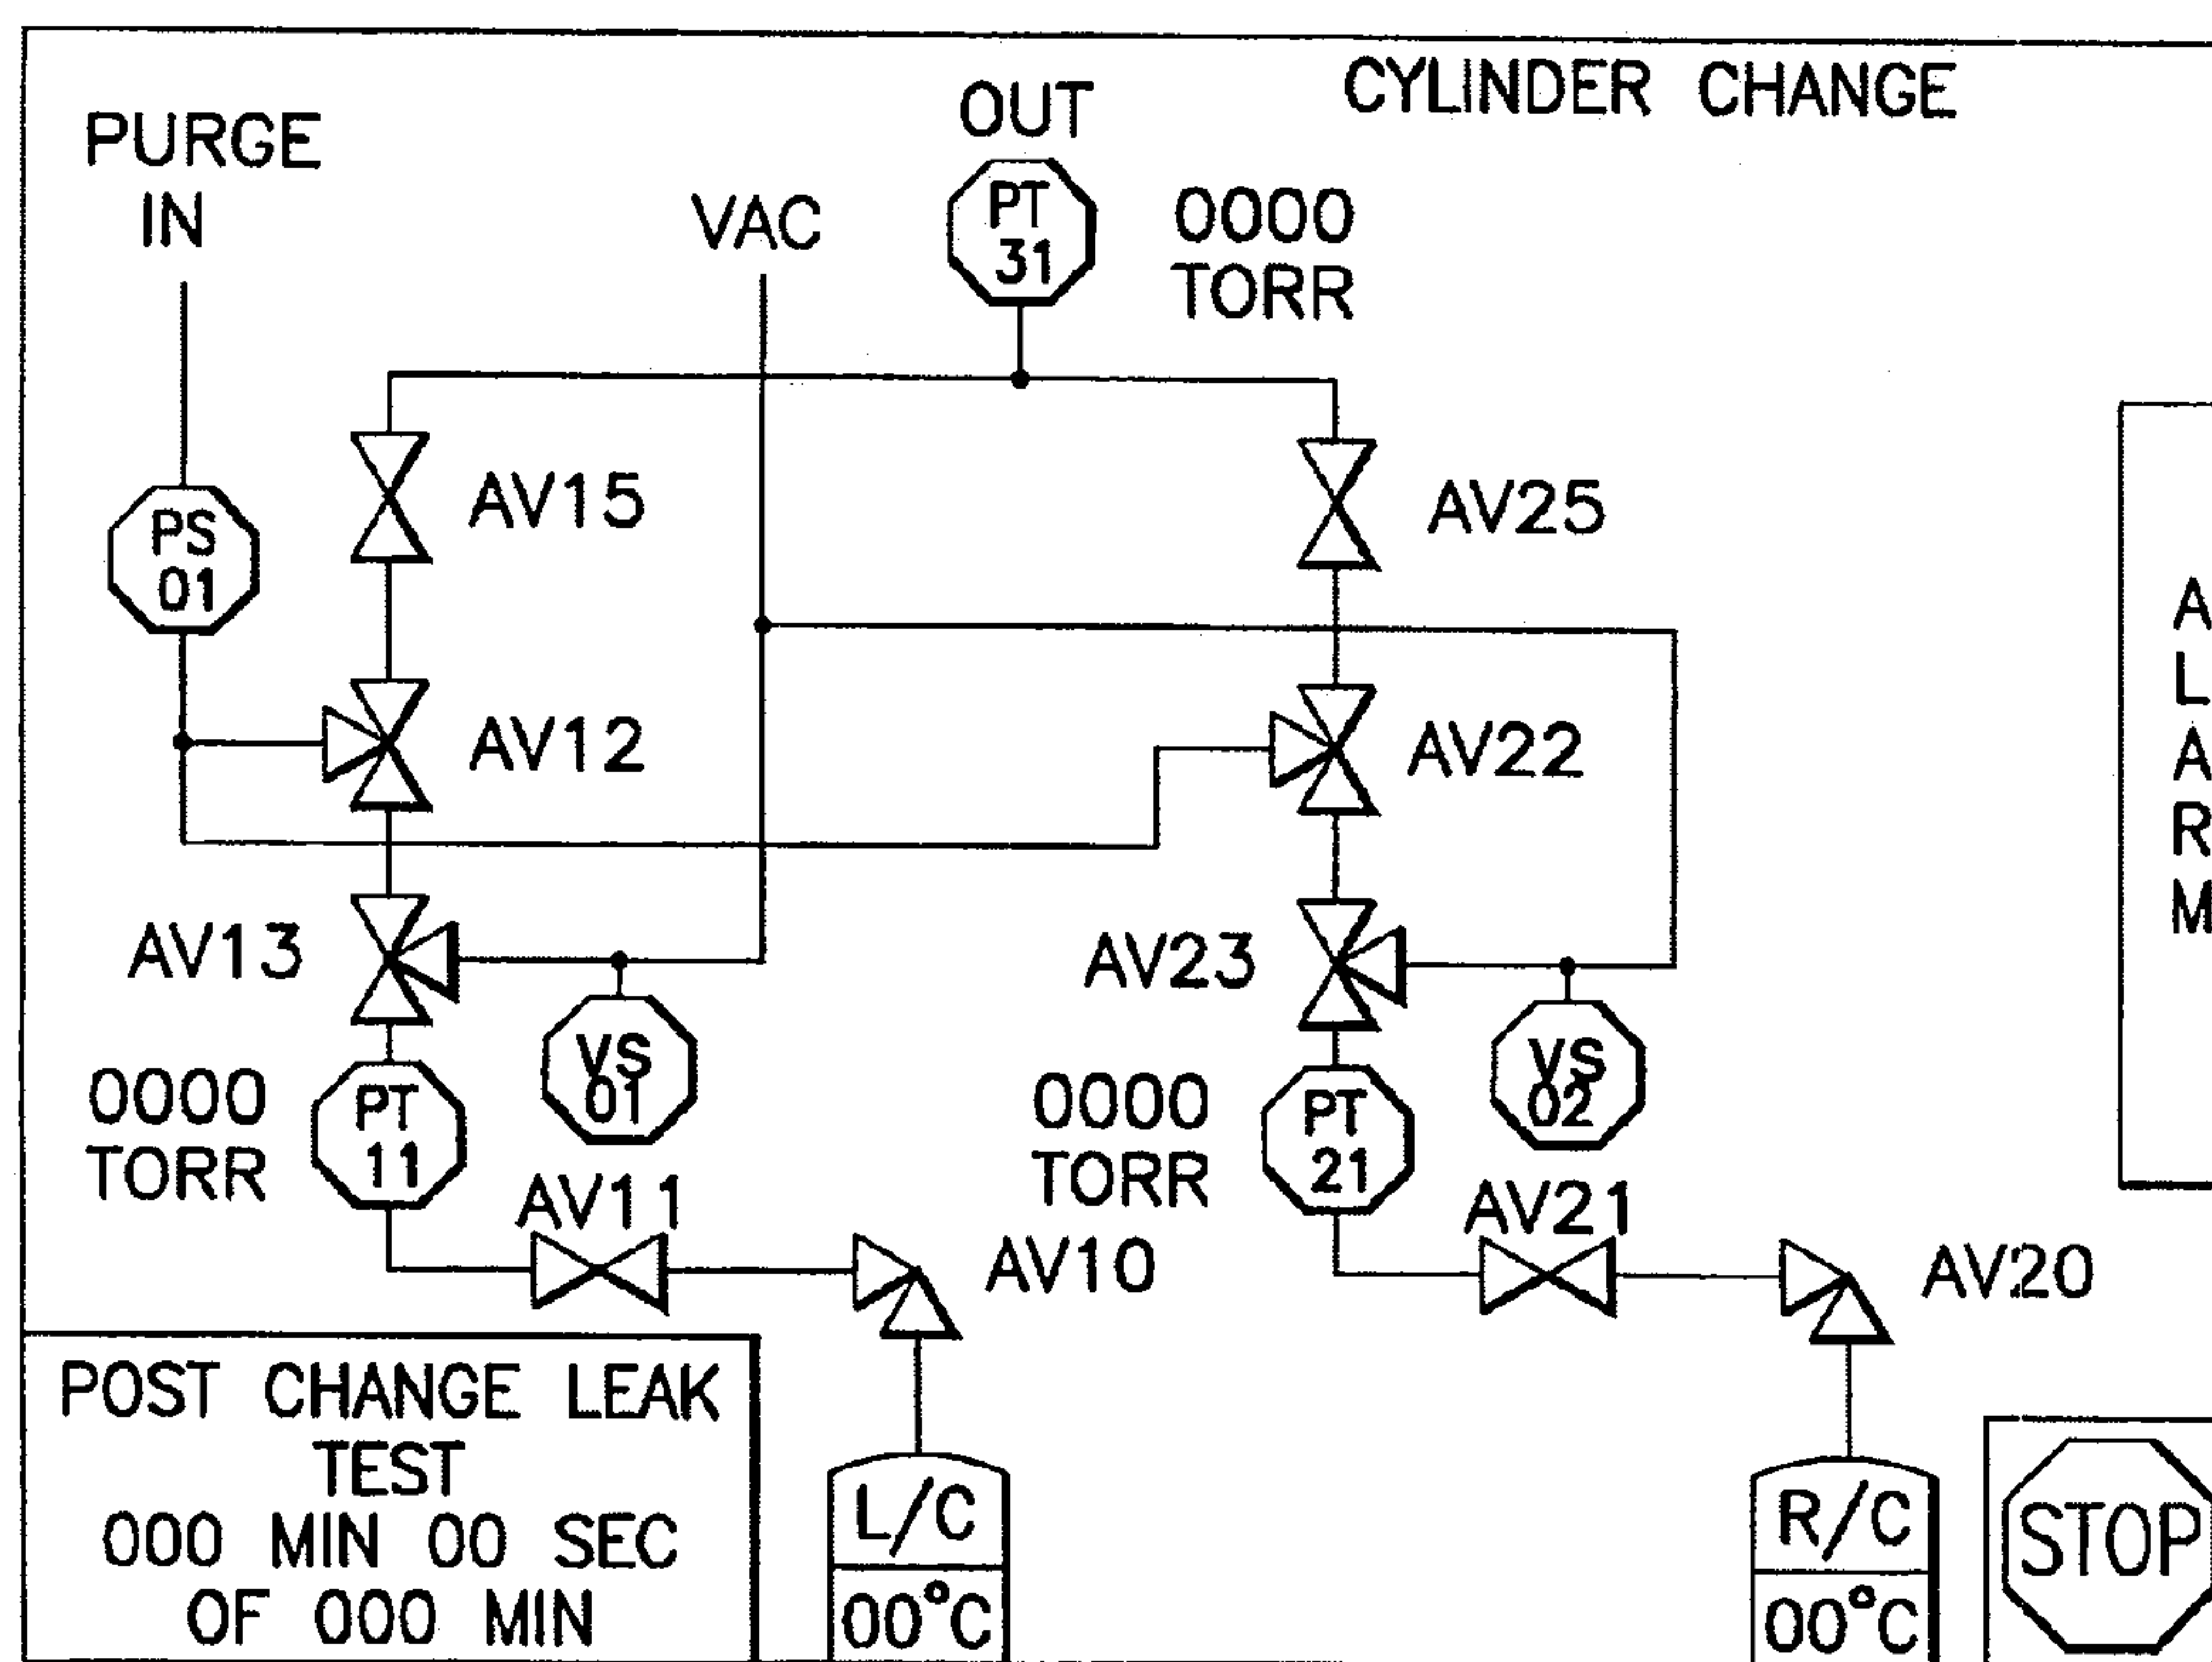 CYLINDER CHANGE
PURGE
IN
VAC
OUT
PT
31
0000
TORR
PS
01
AV15
AV25
AV12
AV22
AV13
AV23
VS
01
VS
02
0000
TORR
PT
11
0000
TORR
PT
21
AV11
AV10
AV21
AV20
A
L
A
R
M
POST CHANGE LEAK
TEST
000 MIN 00 SEC
OF 000 MIN
L/C
00°C
R/C
00°C
STOP